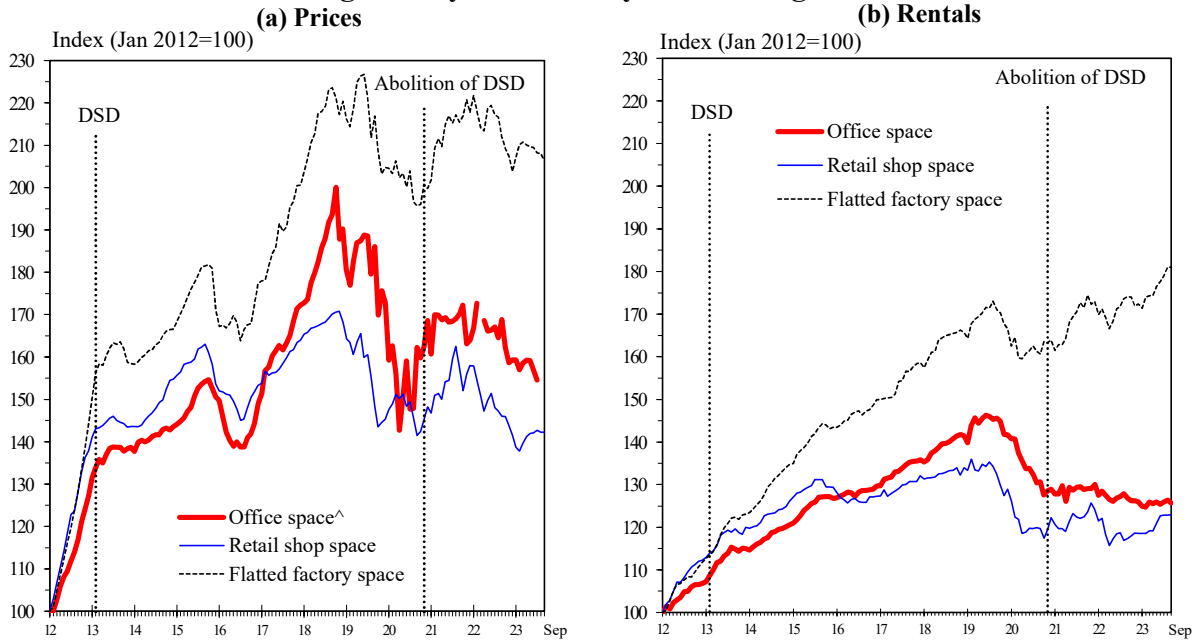 (a) Prices
Index (Jan 2012=100)
230
220
210
200
190
180
170
160
150
140
130
120
110
100
DSD
Abolition of DSD
Office space^
Retail shop space
Flatted factory space
12 13 14 15 16 17 18 19 20 21 22 23 Sep
(b) Rentals
Index (Jan 2012=100)
230
220
210
200
190
180
170
160
150
140
130
120
110
100
DSD
Abolition of DSD
Office space
Retail shop space
Flatted factory space
12 13 14 15 16 17 18 19 20 21 22 23 Sep